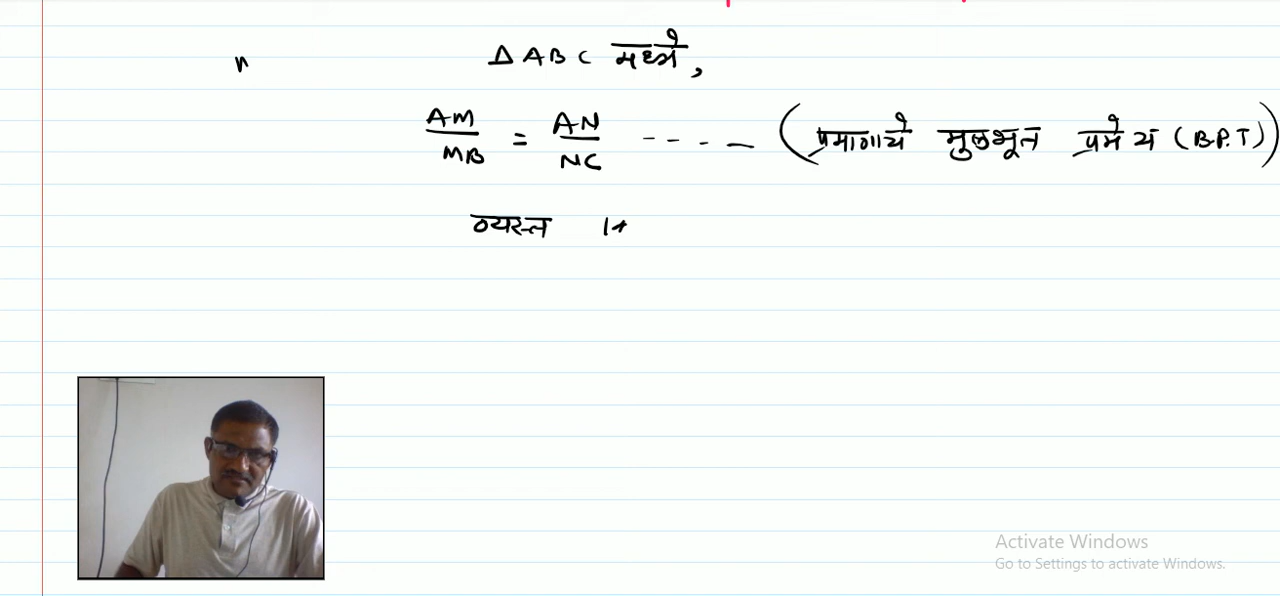 Δ ABC मध्ये,
AM/MB = AN/NC ---- (प्रमाणाचे मुलभूत प्रमेय (B.P.T))
व्यस्त
Activate Windows
Go to Settings to activate Windows.